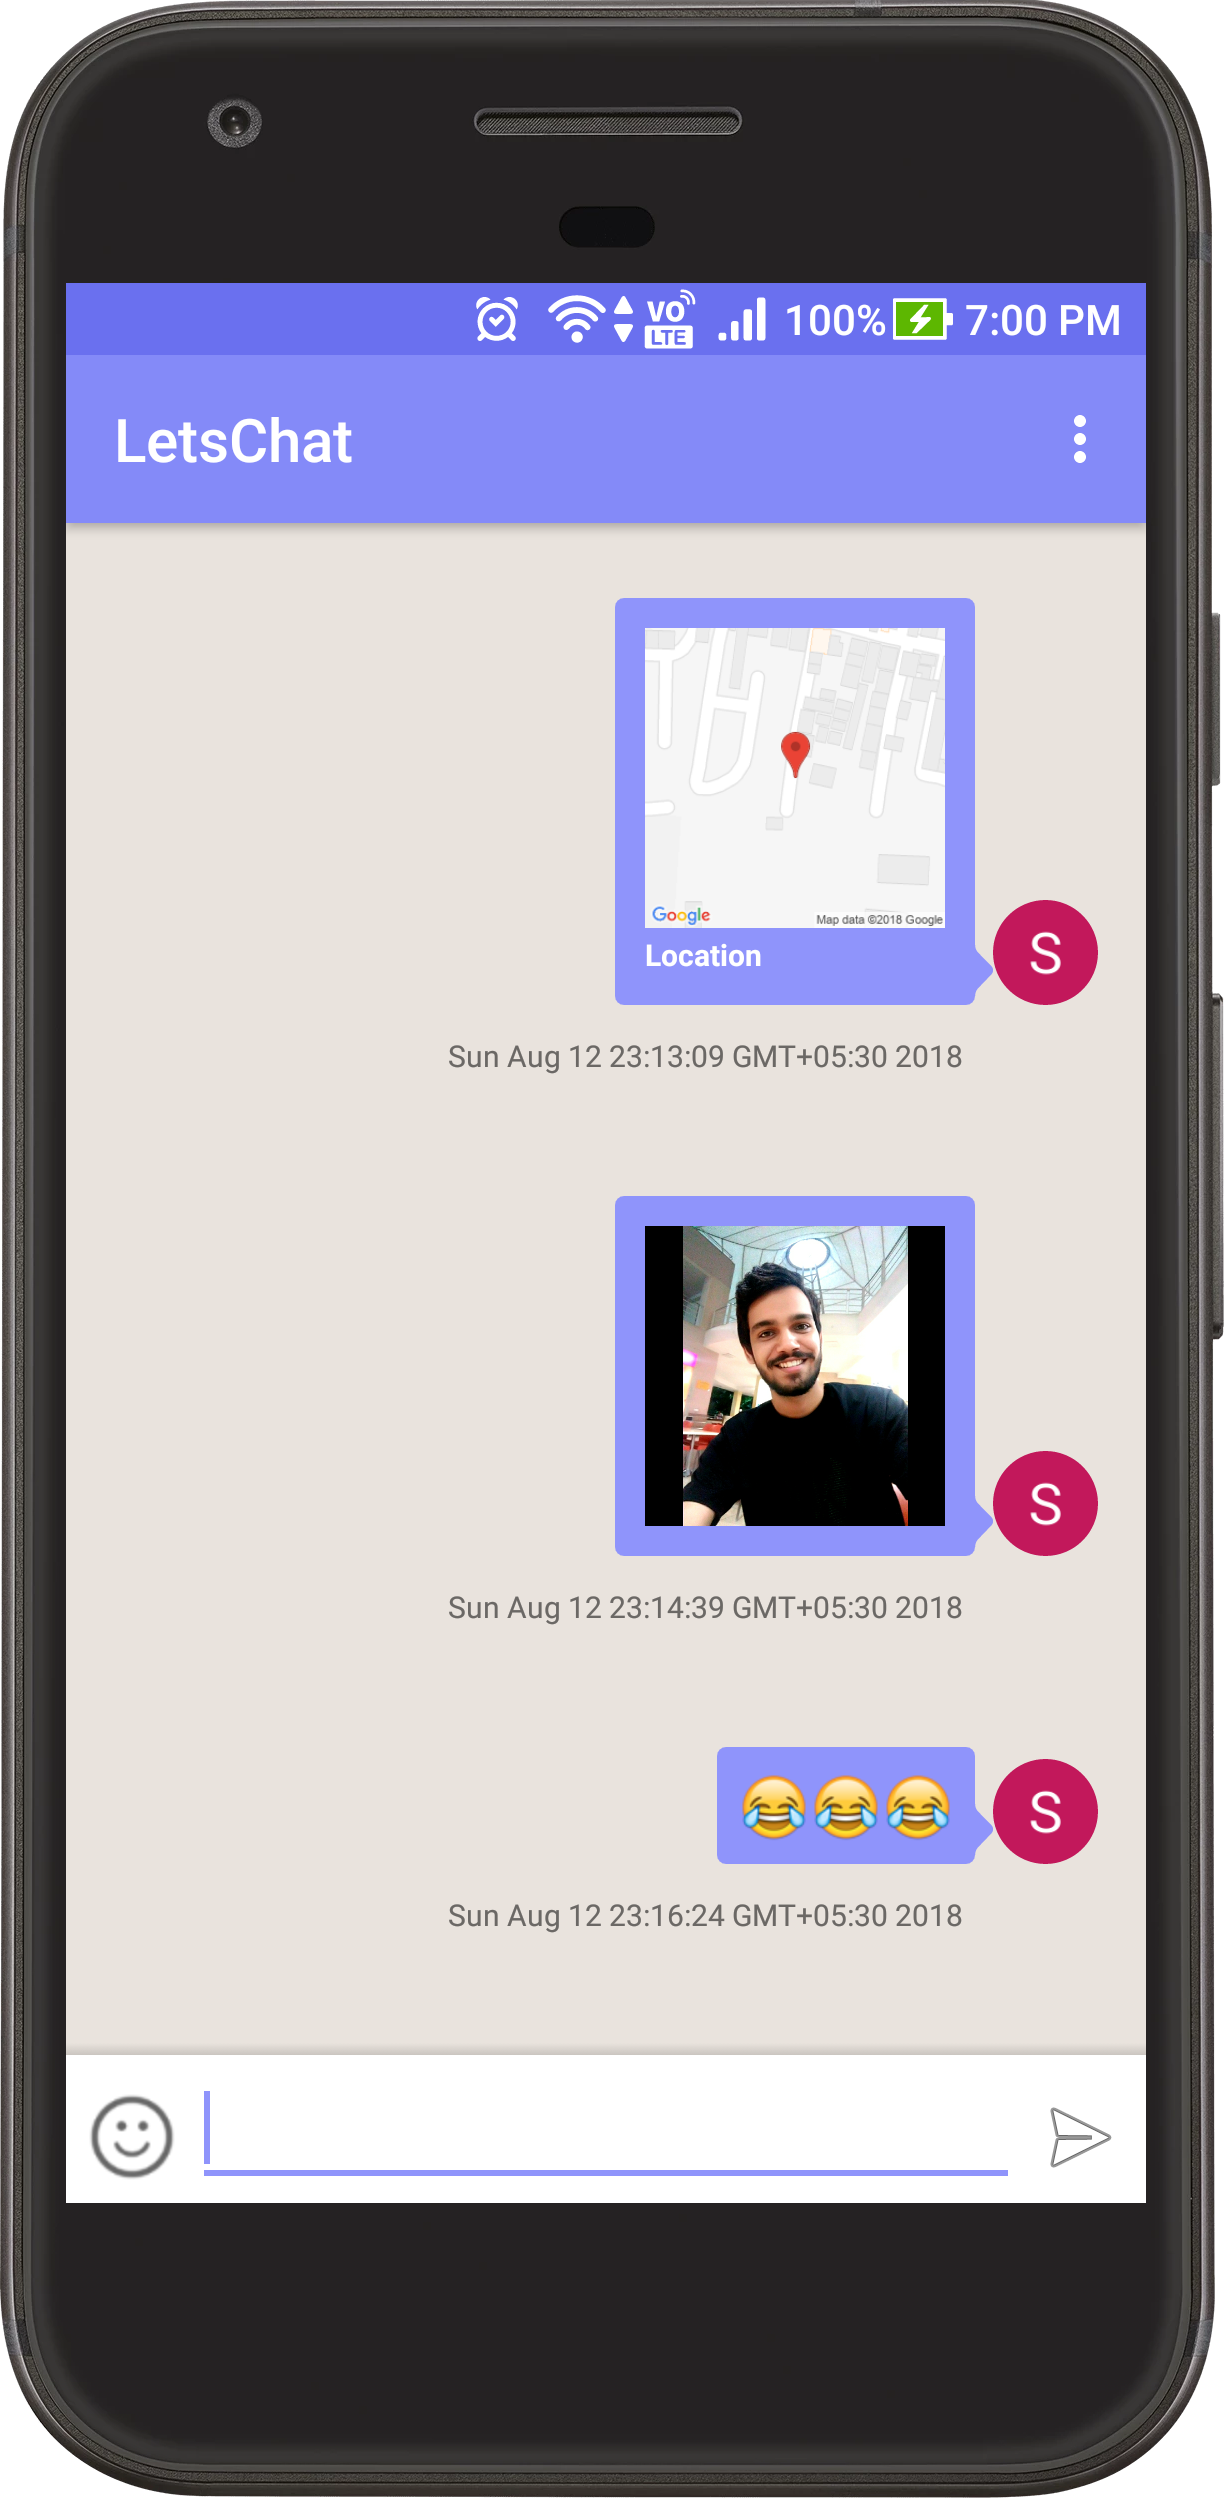 VO
LTE
100%
7:00 PM
LetsChat
Google
Map data ©2018 Google
Location
S
Sun Aug 12 23:13:09 GMT+05:30 2018
S
Sun Aug 12 23:14:39 GMT+05:30 2018
😂😂😂
S
Sun Aug 12 23:16:24 GMT+05:30 2018